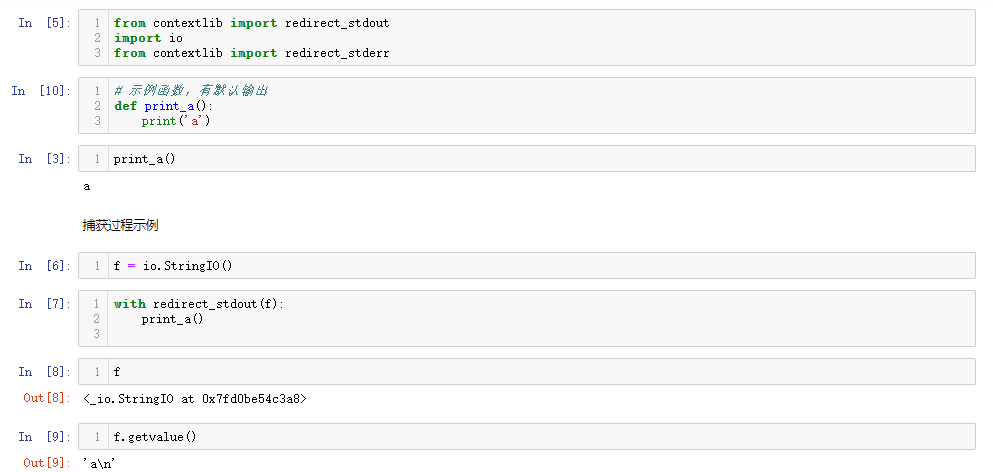 In [5]:
1 from contextlib import redirect_stdout
2 import io
3 from contextlib import redirect_stderr
In [10]:
1 # 示例函数，有默认输出
2 def print_a():
3     print('a')
In [3]:
1 print_a()
a
捕获过程示例
In [6]:
1 f = io.StringIO()
In [7]:
1 with redirect_stdout(f):
2     print_a()
3
In [8]:
1 f
Out[8]: <_io.StringIO at 0x7fd0be54c3a8>
In [9]:
1 f.getvalue()
Out[9]: 'a\n'